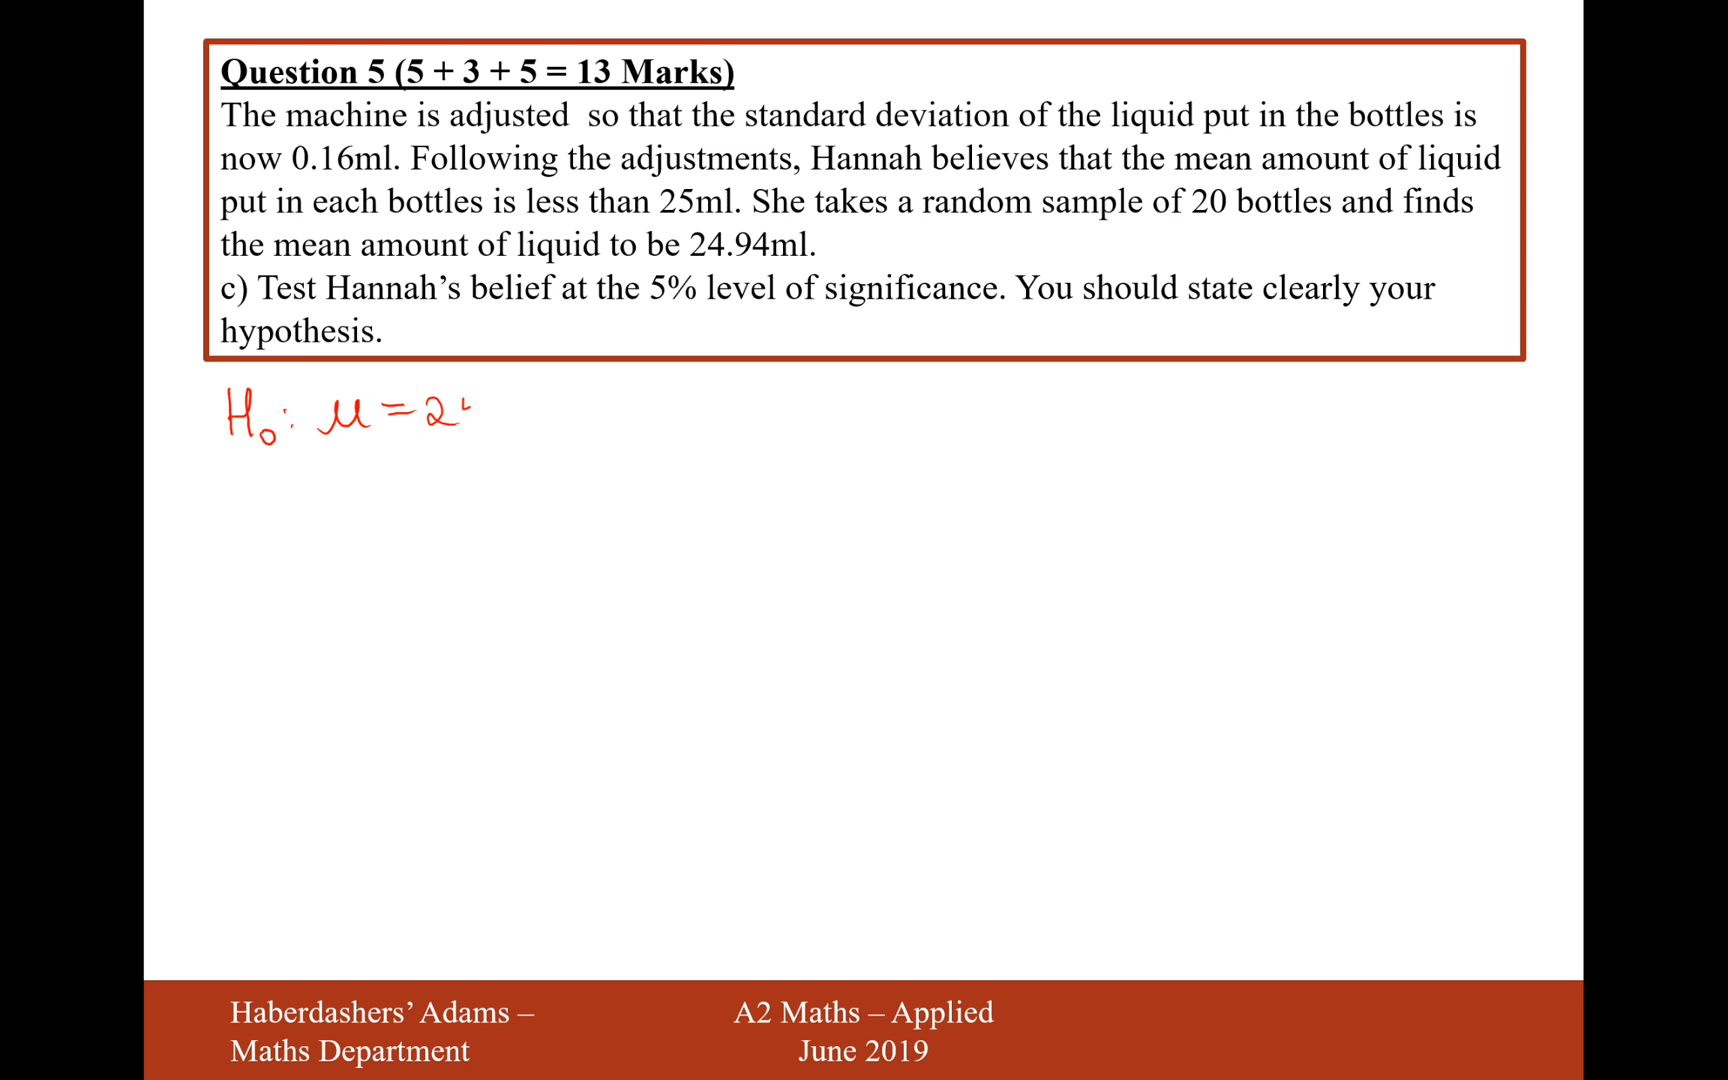 Question 5 (5 + 3 + 5 = 13 Marks)
The machine is adjusted so that the standard deviation of the liquid put in the bottles is
now 0.16ml. Following the adjustments, Hannah believes that the mean amount of liquid
put in each bottles is less than 25ml. She takes a random sample of 20 bottles and finds
the mean amount of liquid to be 24.94ml.
c) Test Hannah’s belief at the 5% level of significance. You should state clearly your
hypothesis.
H₀: μ = 2
Haberdashers’ Adams –
Maths Department
A2 Maths – Applied
June 2019